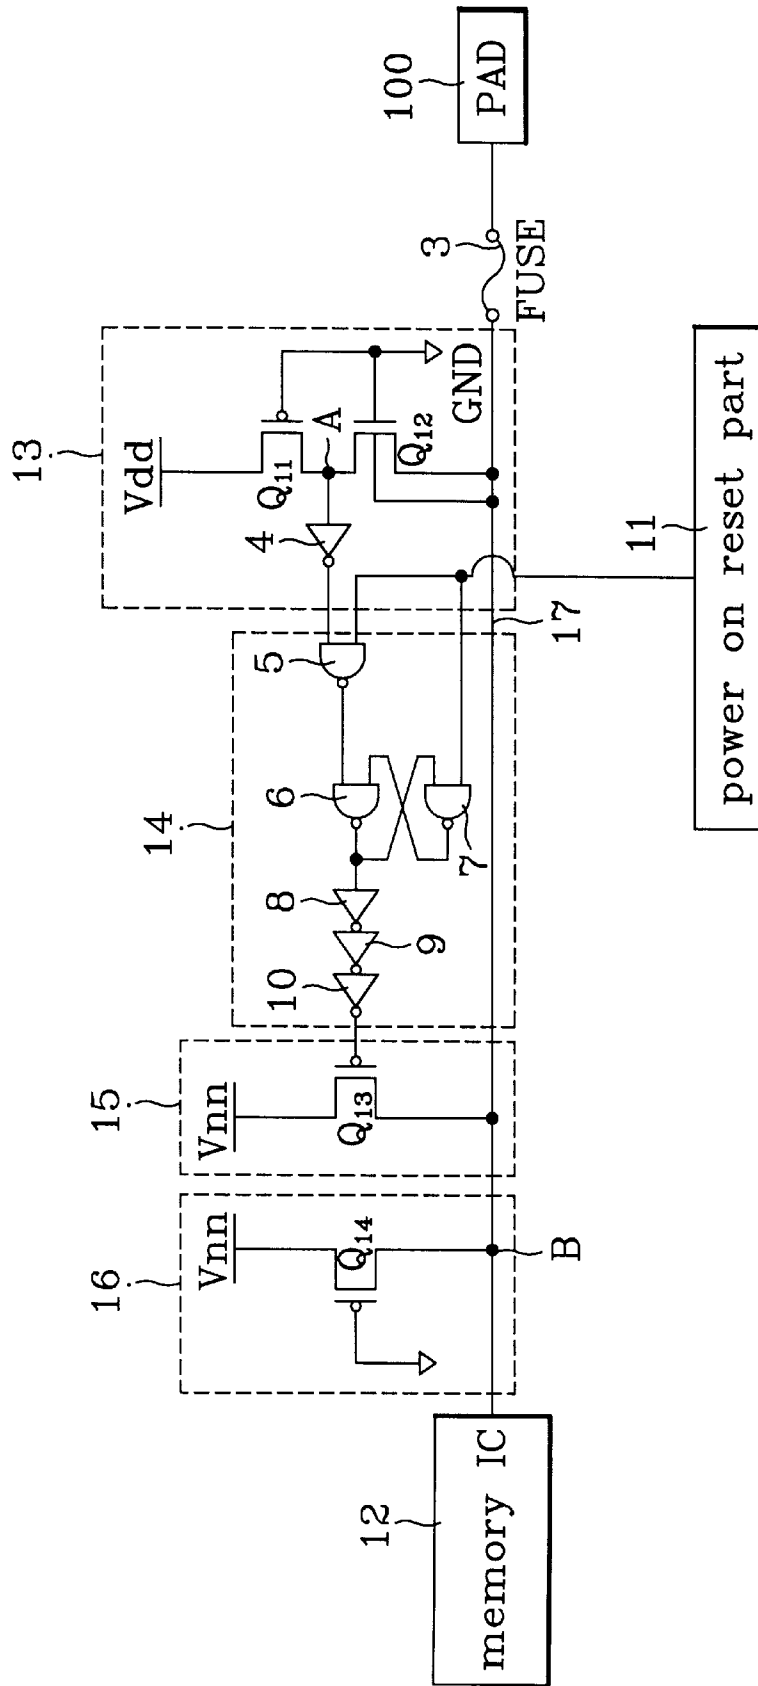 12
memory IC
16
Vnn
Q14
B
15
Vnn
Q13
14
10
9
8
6
7
5
17
13
Vdd
4
Q11
A
Q12
GND
11
power on reset part
3
FUSE
100
PAD